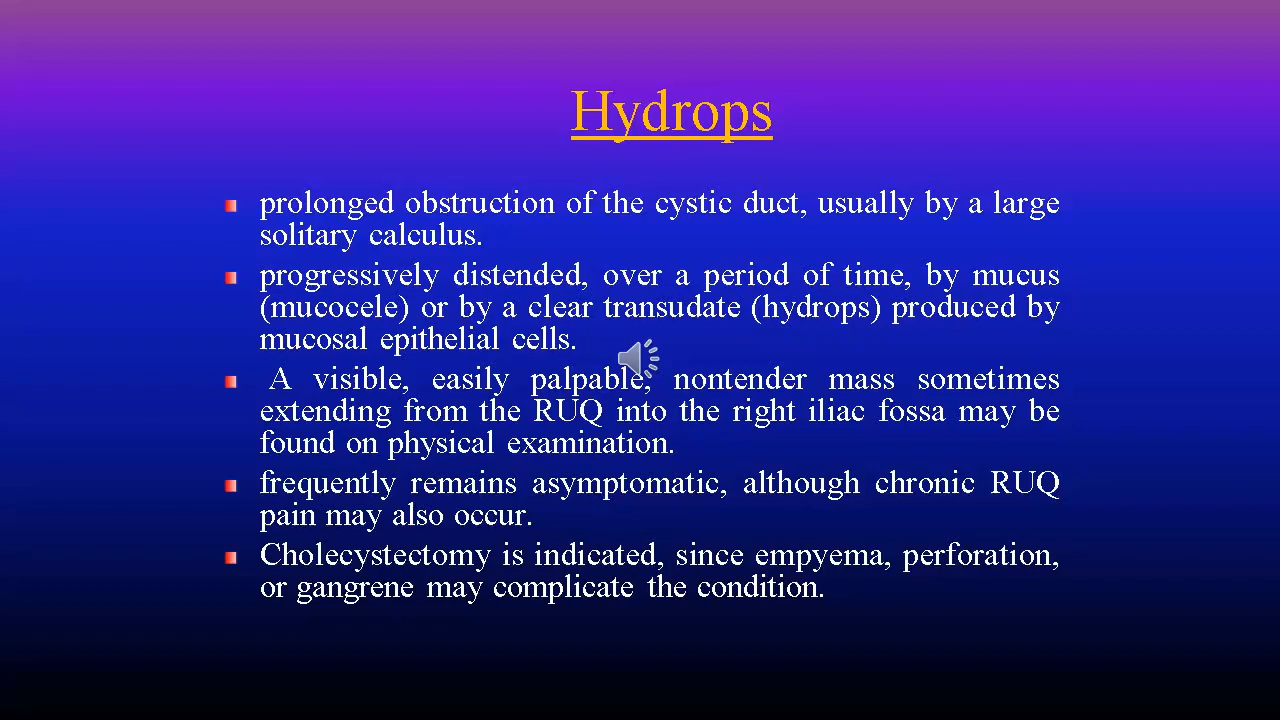 Hydrops
prolonged obstruction of the cystic duct, usually by a large
solitary calculus.
progressively distended, over a period of time, by mucus
(mucocele) or by a clear transudate (hydrops) produced by
mucosal epithelial cells.
A visible, easily palpable, nontender mass sometimes
extending from the RUQ into the right iliac fossa may be
found on physical examination.
frequently remains asymptomatic, although chronic RUQ
pain may also occur.
Cholecystectomy is indicated, since empyema, perforation,
or gangrene may complicate the condition.